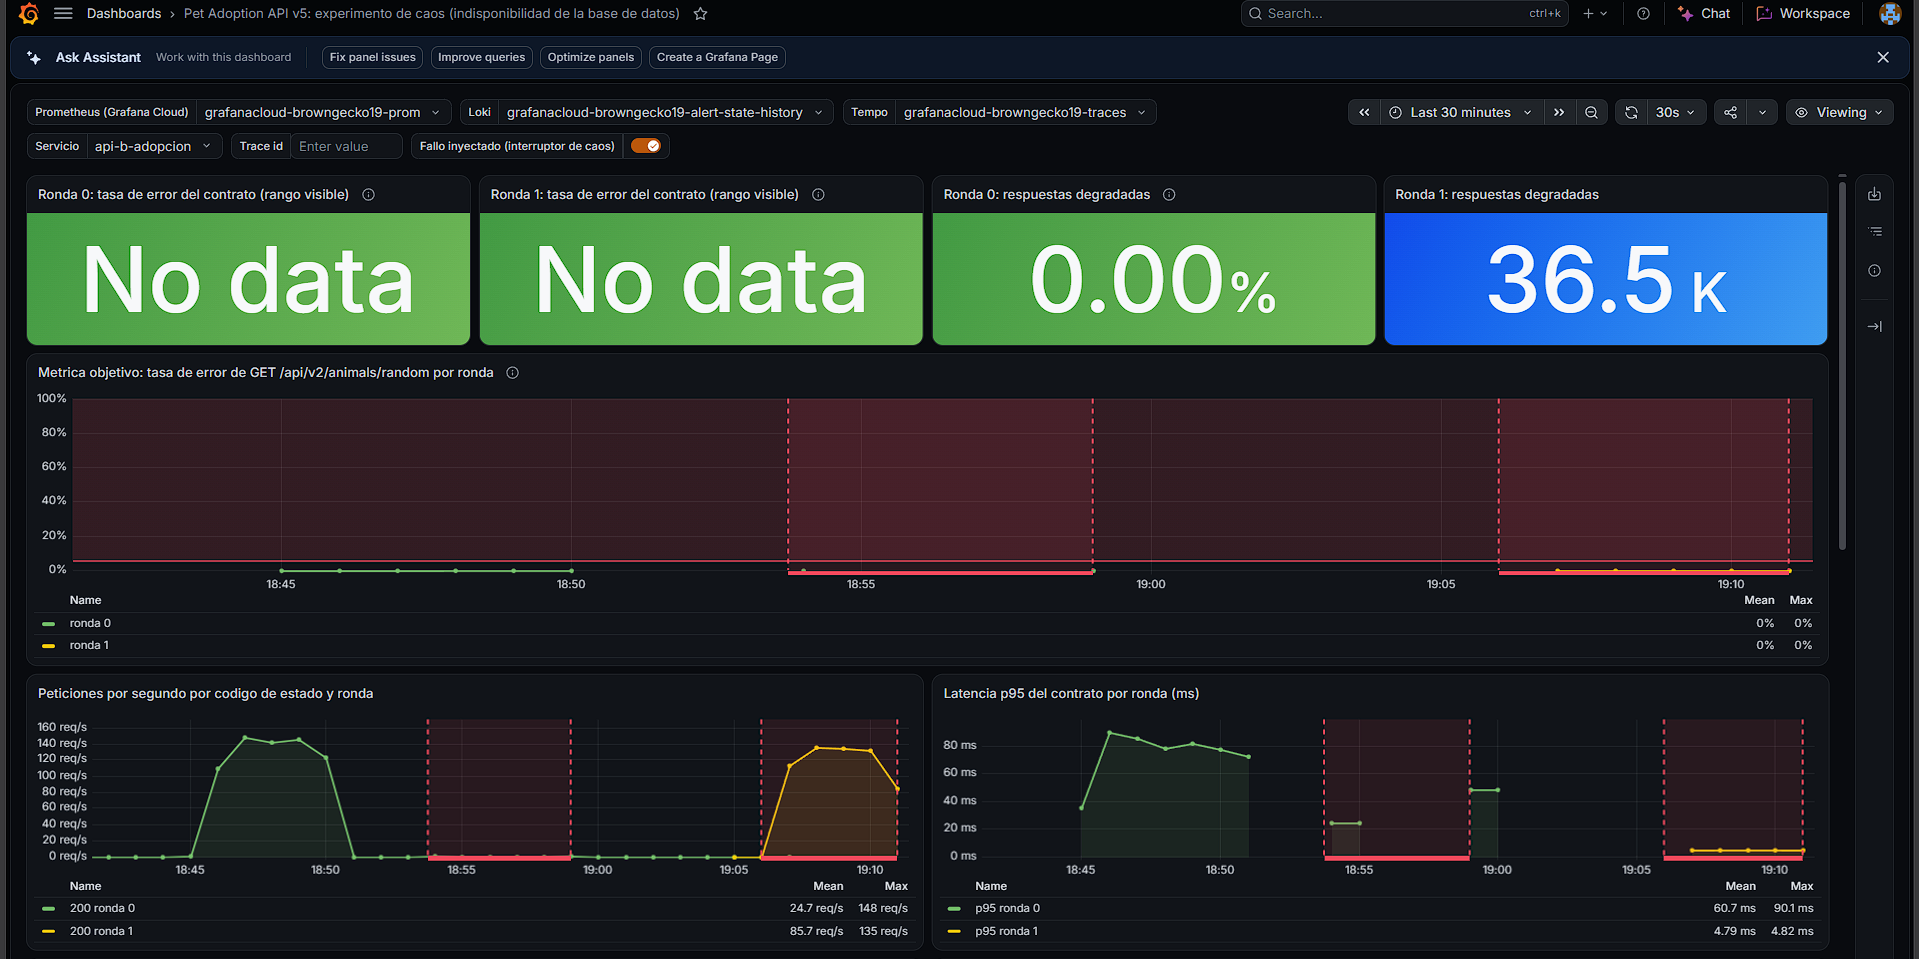 Dashboards › Pet Adoption API v5: experimento de caos (indisponibilidad de la base de datos)
Search... ctrl+k
Chat
Workspace
Ask Assistant Work with this dashboard Fix panel issues Improve queries Optimize panels Create a Grafana Page
Prometheus (Grafana Cloud) grafanacloud-browngecko19-prom Loki grafanacloud-browngecko19-alert-state-history Tempo grafanacloud-browngecko19-traces Last 30 minutes 30s Viewing
Servicio api-b-adopcion Trace id Enter value Fallo inyectado (interruptor de caos)
Ronda 0: tasa de error del contrato (rango visible)
No data
Ronda 1: tasa de error del contrato (rango visible)
No data
Ronda 0: respuestas degradadas
0.00%
Ronda 1: respuestas degradadas
36.5 K
Metrica objetivo: tasa de error de GET /api/v2/animals/random por ronda
100%
80%
60%
40%
20%
0%
18:45 18:50 18:55 19:00 19:05 19:10
Name Mean Max
ronda 0 0% 0%
ronda 1 0% 0%
Peticiones por segundo por codigo de estado y ronda
160 req/s
140 req/s
120 req/s
100 req/s
80 req/s
60 req/s
40 req/s
20 req/s
0 req/s
18:45 18:50 18:55 19:00 19:05 19:10
Name Mean Max
200 ronda 0 24.7 req/s 148 req/s
200 ronda 1 85.7 req/s 135 req/s
Latencia p95 del contrato por ronda (ms)
80 ms
60 ms
40 ms
20 ms
0 ms
18:45 18:50 18:55 19:00 19:05 19:10
Name Mean Max
p95 ronda 0 60.7 ms 90.1 ms
p95 ronda 1 4.79 ms 4.82 ms